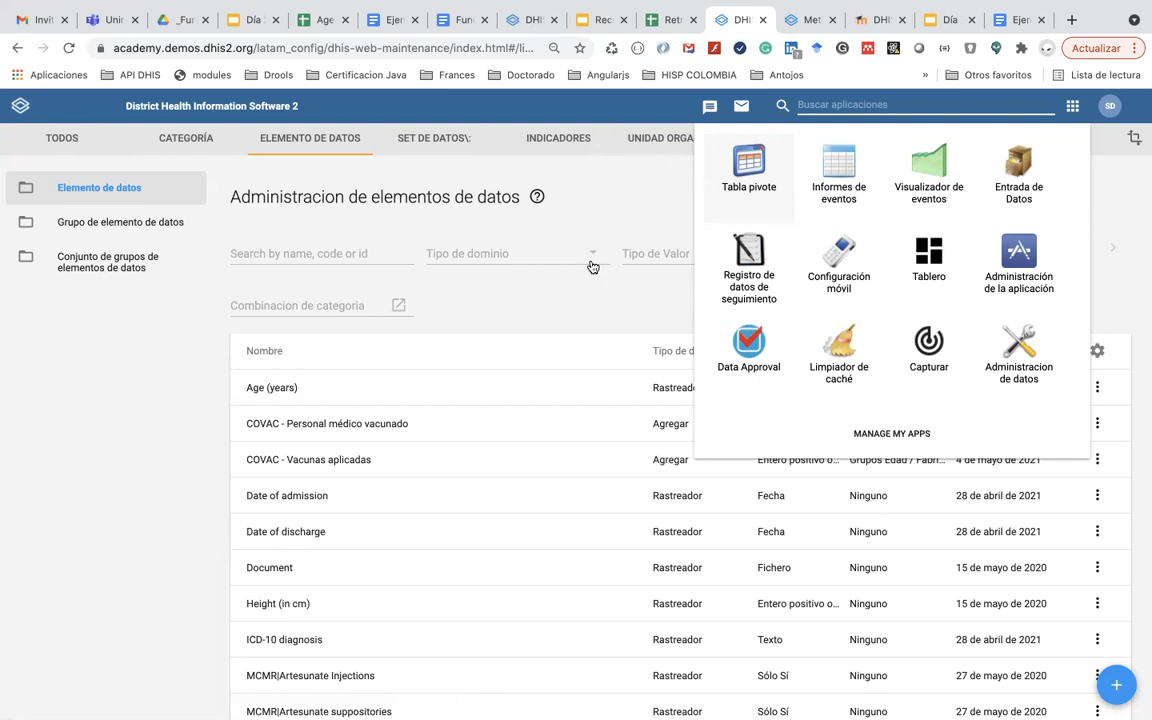 Invit
Unir
_Fun
Día
Age
Ejer
Fun
DHI
Rec
Retr
DHI
Met
DHI
Día
Ejer
academy.demos.dhis2.org/latam_config/dhis-web-maintenance/index.html#/li...
Actualizar
Aplicaciones
API DHIS
modules
Drools
Certificacion Java
Frances
Doctorado
Angularjs
HISP COLOMBIA
Antojos
»
Otros favoritos
Lista de lectura
District Health Information Software 2
Buscar aplicaciones
SD
TODOS
CATEGORÍA
ELEMENTO DE DATOS
SET DE DATOS\:
INDICADORES
UNIDAD ORGA
Elemento de datos
Grupo de elemento de datos
Conjunto de grupos de
elementos de datos
Administracion de elementos de datos
Search by name, code or id
Tipo de dominio
Tipo de Valor
Combinacion de categoria
Tabla pivote
Informes de
eventos
Visualizador de
eventos
Entrada de
Datos
Registro de
datos de
seguimiento
Configuración
móvil
Tablero
Administración
de la aplicación
Data Approval
Limpiador de
caché
Capturar
Administracion
de datos
MANAGE MY APPS
Nombre
Tipo de d
Age (years)
Rastread
COVAC - Personal médico vacunado
Agregar
COVAC - Vacunas aplicadas
Agregar
Entero positivo o...
Grupos Edad / Fabri...
4 de mayo de 2021
Date of admission
Rastreador
Fecha
Ninguno
28 de abril de 2021
Date of discharge
Rastreador
Fecha
Ninguno
28 de abril de 2021
Document
Rastreador
Fichero
Ninguno
15 de mayo de 2020
Height (in cm)
Rastreador
Entero positivo o...
Ninguno
15 de mayo de 2020
ICD-10 diagnosis
Rastreador
Texto
Ninguno
28 de abril de 2021
MCMR|Artesunate Injections
Rastreador
Sólo Sí
Ninguno
27 de mayo de 2020
MCMR|Artesunate suppositories
Rastreador
Sólo Sí
Ninguno
27 de mayo de 2020